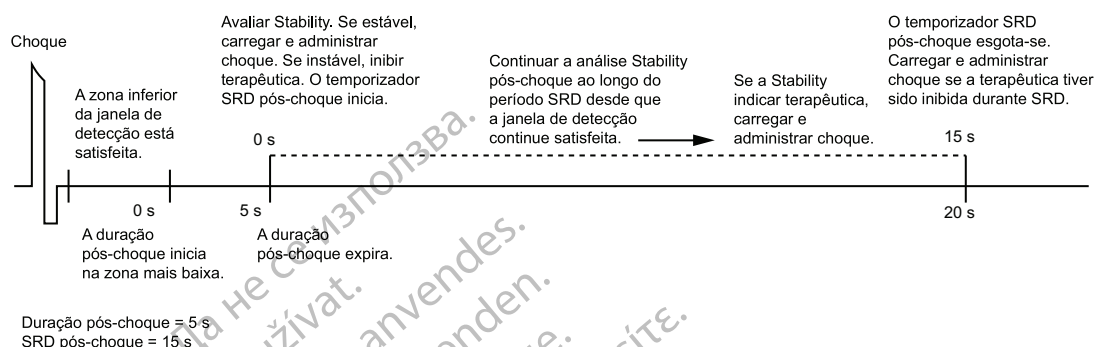 Choque
A zona inferior
da janela de
detecção está
satisfeita.
Avaliar Stability. Se estável,
carregar e administrar
choque. Se instável, inibir
terapêutica. O temporizador
SRD pós-choque inicia.
Continuar a análise Stability
pós-choque ao longo do
período SRD desde que
a janela de detecção
continue satisfeita.
Se a Stability
indicar terapêutica,
carregar e
administrar choque.
O temporizador SRD
pós-choque esgota-se.
Carregar e administrar
choque se a terapêutica tiver
sido inibida durante SRD.
0 s
15 s
0 s
5 s
20 s
A duração
pós-choque inicia
na zona mais baixa.
A duração
pós-choque expira.
Duração pós-choque = 5 s
SRD pós-choque = 15 s
не се използва.
anvendes.